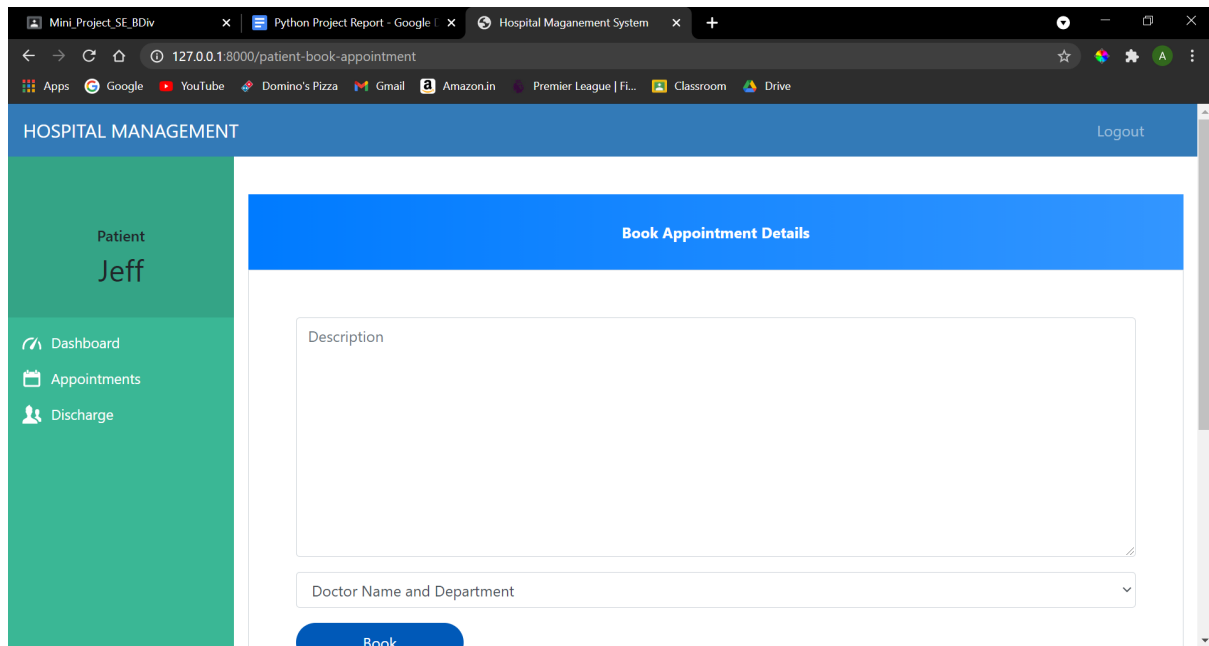 Mini_Project_SE_BDiv
Python Project Report - Google D
Hospital Maganement System
127.0.0.1:8000/patient-book-appointment
A
Apps Google YouTube Domino's Pizza Gmail Amazon.in Premier League | Fi... Classroom Drive
HOSPITAL MANAGEMENT
Logout
Patient
Jeff
Dashboard
Appointments
Discharge
Book Appointment Details
Description
Doctor Name and Department
Book